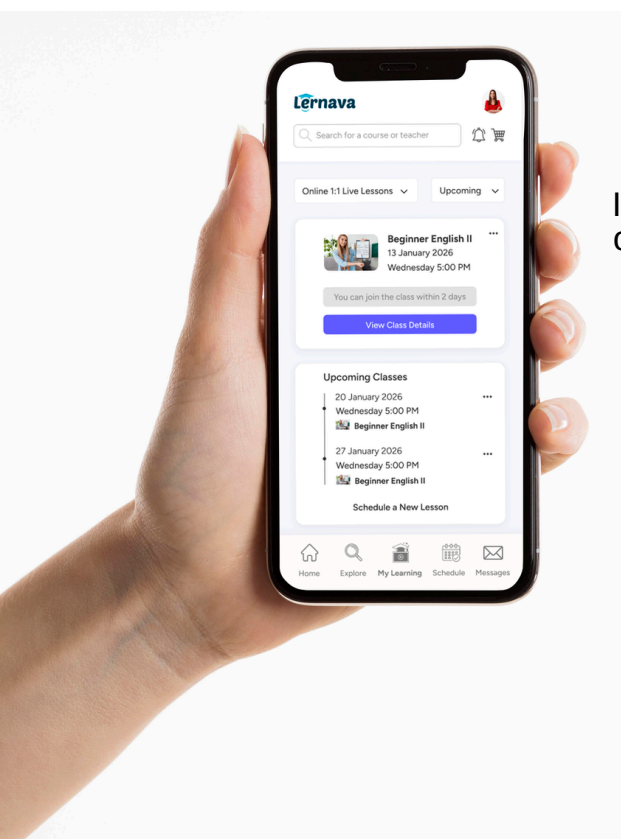 Lernava
Search for a course or teacher
Online 1:1 Live Lessons
Upcoming
Beginner English II
13 January 2026
Wednesday 5:00 PM
You can join the class within 2 days
View Class Details
Upcoming Classes
20 January 2026
Wednesday 5:00 PM
Beginner English II
27 January 2026
Wednesday 5:00 PM
Beginner English II
Schedule a New Lesson
Home Explore My Learning Schedule Messages